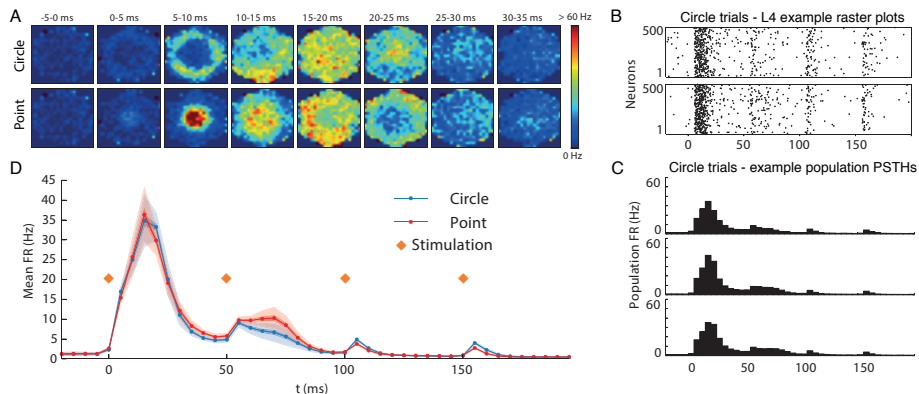 A
-5-0 ms 0-5 ms 5-10 ms 10-15 ms 15-20 ms 20-25 ms 25-30 ms 30-35 ms > 60 Hz
Circle
Point
0 Hz
B
Circle trials - L4 example raster plots
Neurons
500
1
500
1
0 50 100 150
C
Circle trials - example population PSTHs
Population FR (Hz)
60
0
60
0
60
0
0 50 100 150
D
Mean FR (Hz)
45
40
35
30
25
20
15
10
5
0
0 50 100 150
t (ms)
Circle
Point
Stimulation